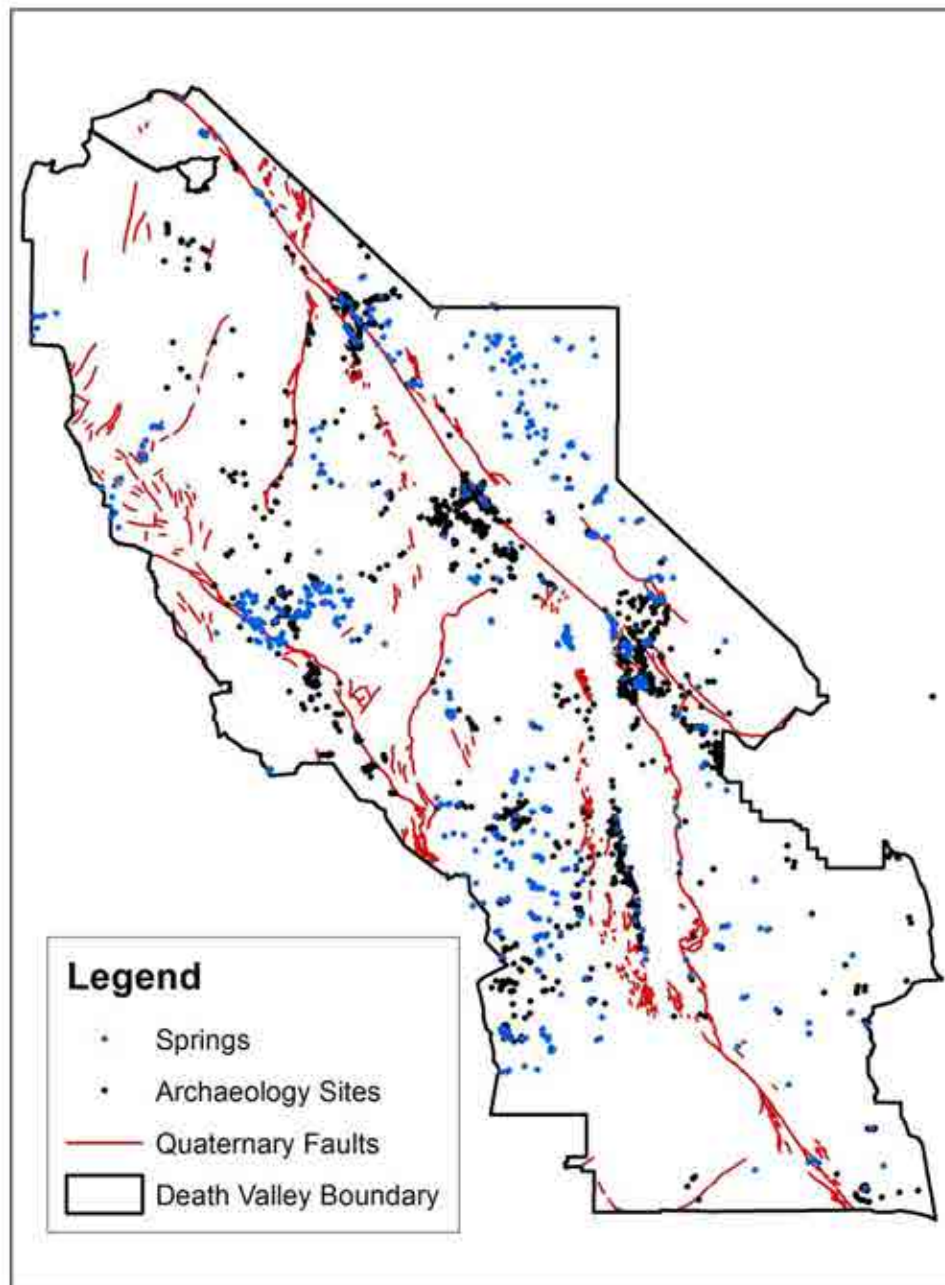 Legend
Springs
Archaeology Sites
Quaternary Faults
Death Valley Boundary